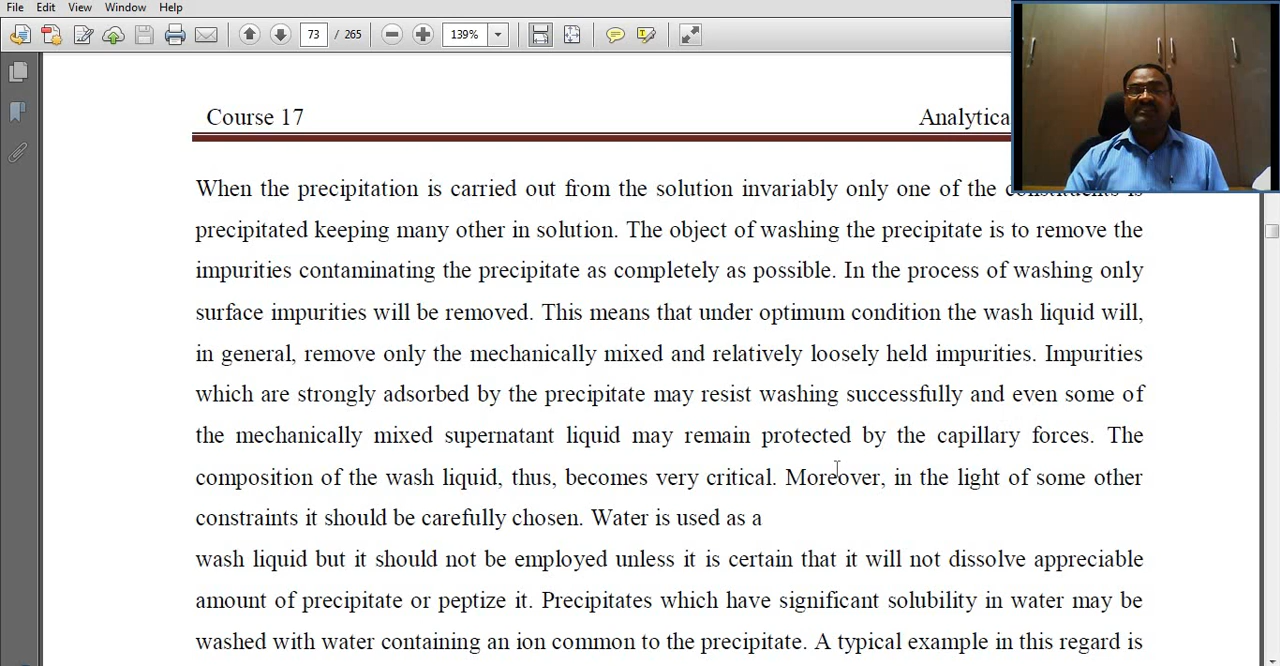 File Edit View Window Help
73 / 265 139%
Course 17 Analytica
When the precipitation is carried out from the solution invariably only one of the constituents is
precipitated keeping many other in solution. The object of washing the precipitate is to remove the
impurities contaminating the precipitate as completely as possible. In the process of washing only
surface impurities will be removed. This means that under optimum condition the wash liquid will,
in general, remove only the mechanically mixed and relatively loosely held impurities. Impurities
which are strongly adsorbed by the precipitate may resist washing successfully and even some of
the mechanically mixed supernatant liquid may remain protected by the capillary forces. The
composition of the wash liquid, thus, becomes very critical. Moreover, in the light of some other
constraints it should be carefully chosen. Water is used as a
wash liquid but it should not be employed unless it is certain that it will not dissolve appreciable
amount of precipitate or peptize it. Precipitates which have significant solubility in water may be
washed with water containing an ion common to the precipitate. A typical example in this regard is